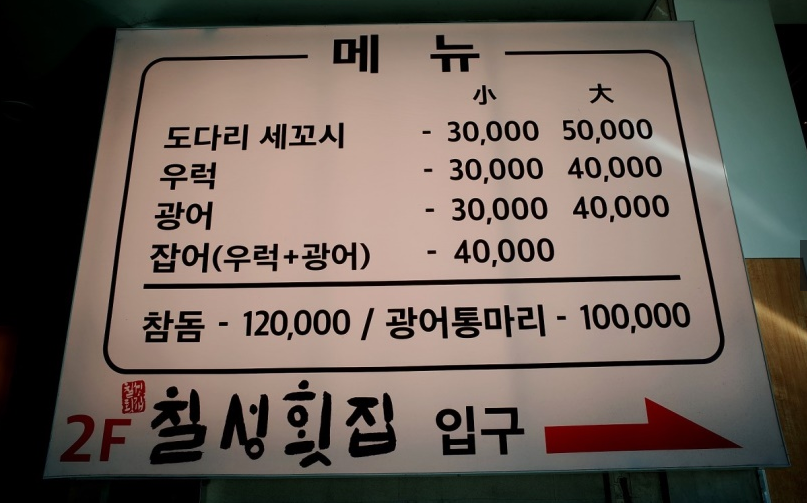 메뉴
小 大
도다리 세꼬시 - 30,000 50,000
우럭 - 30,000 40,000
광어 - 30,000 40,000
잡어(우럭+광어) - 40,000
참돔 - 120,000 / 광어통마리 - 100,000
2F 칠성횟집 입구